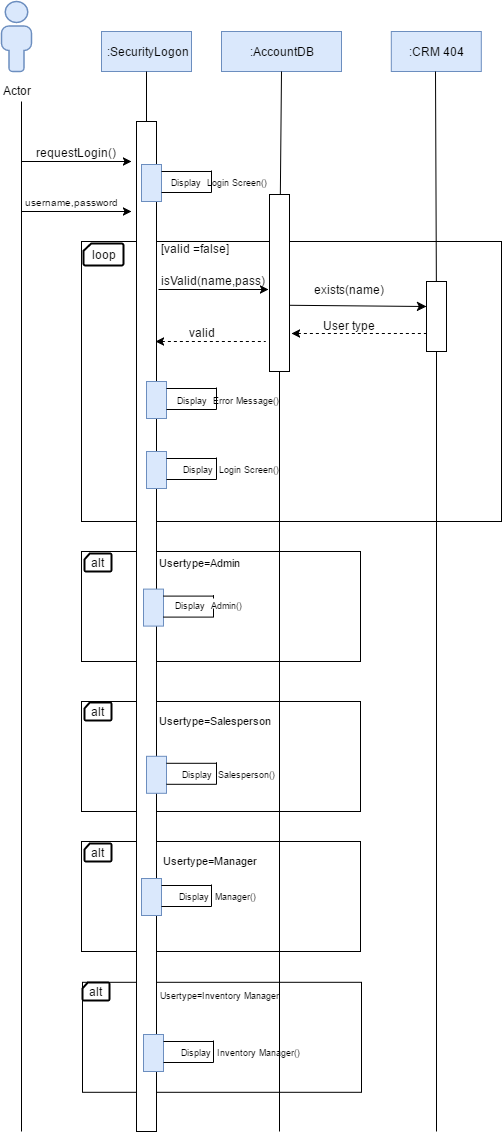 :SecurityLogon
:AccountDB
:CRM 404
Actor
requestLogin()
Display Login Screen()
username,password
loop
[valid =false]
isValid(name,pass)
exists(name)
User type
valid
Display Error Message()
Display Login Screen()
alt
Usertype=Admin
Display Admin()
alt
Usertype=Salesperson
Display Salesperson()
alt
Usertype=Manager
Display Manager()
alt
Usertype=Inventory Manager
Display Inventory Manager()